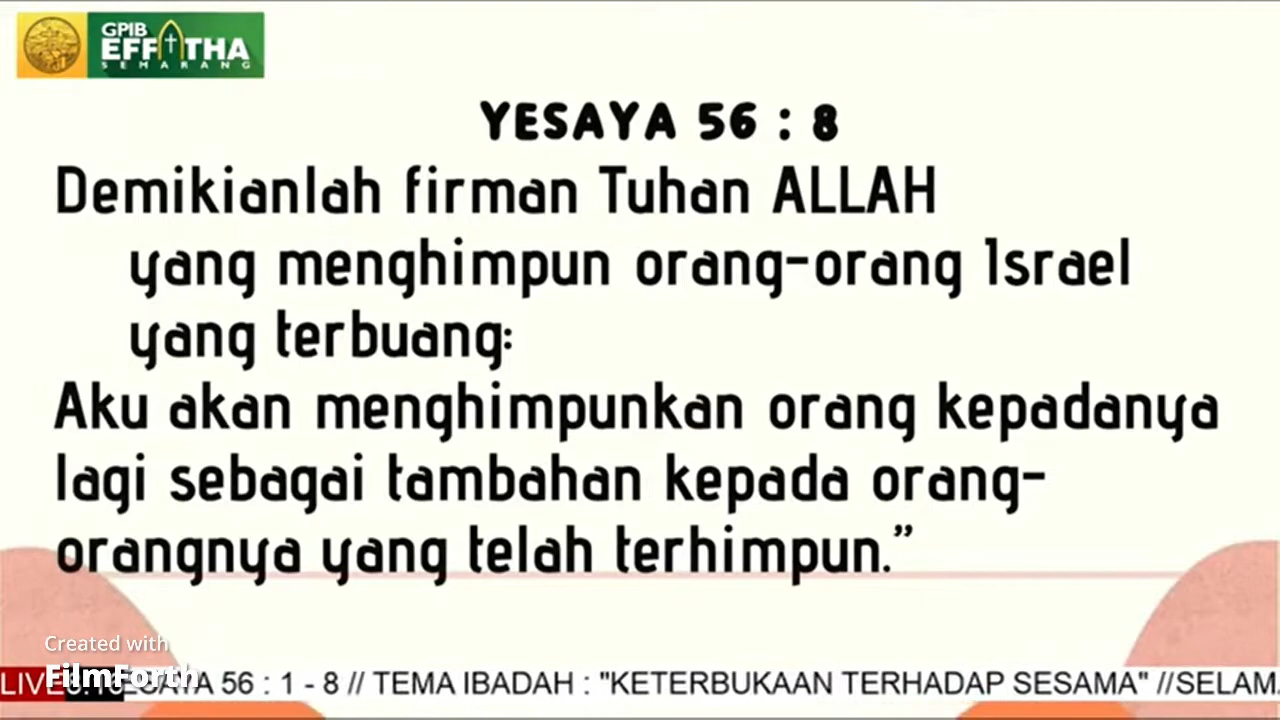 GPIB
EFFATHA
SEMARANG
YESAYA 56 : 8
Demikianlah firman Tuhan ALLAH
yang menghimpun orang-orang Israel
yang terbuang:
Aku akan menghimpunkan orang kepadanya
lagi sebagai tambahan kepada orang-
orangnya yang telah terhimpun.”
Created with
FilmForth
LIVE 56 : 1 - 8 // TEMA IBADAH : "KETERBUKAAN TERHADAP SESAMA" //SELAM